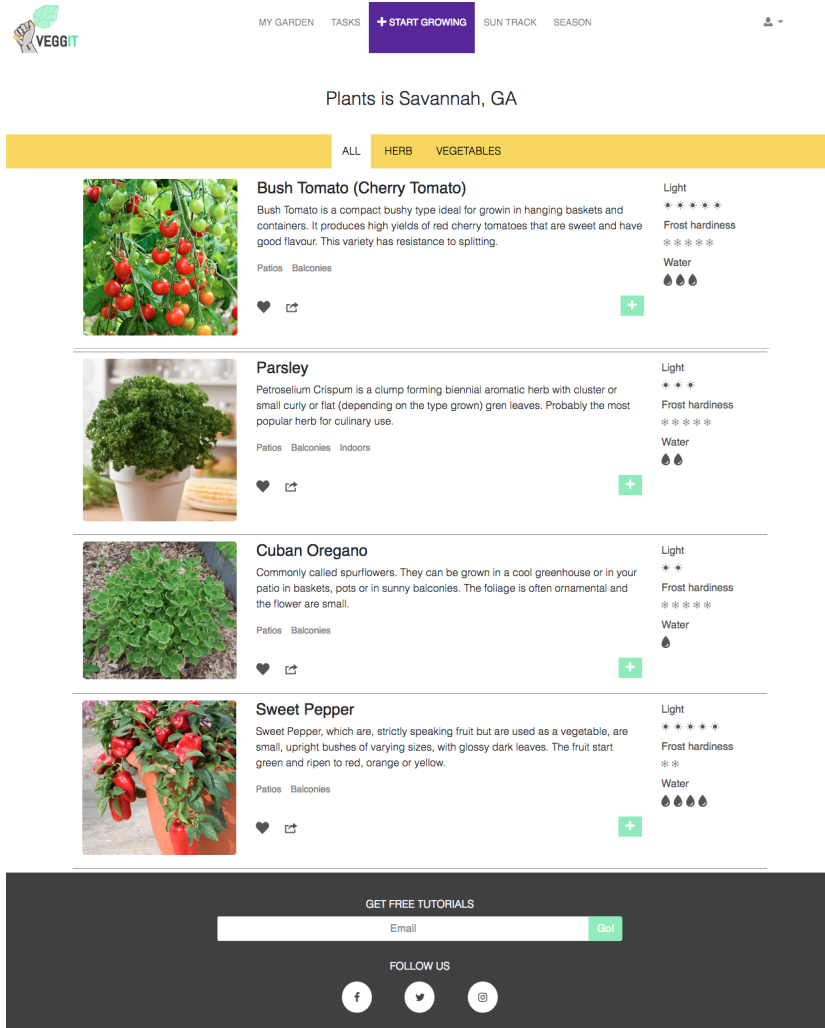 VEGGIT
MY GARDEN TASKS + START GROWING SUN TRACK SEASON
Plants is Savannah, GA
ALL HERB VEGETABLES
Bush Tomato (Cherry Tomato)
Bush Tomato is a compact bushy type ideal for growin in hanging baskets and
containers. It produces high yields of red cherry tomatoes that are sweet and have
good flavour. This variety has resistance to splitting.
Patios Balconies
Light
Frost hardiness
Water
Parsley
Petroselium Crispum is a clump forming biennial aromatic herb with cluster or
small curly or flat (depending on the type grown) gren leaves. Probably the most
popular herb for culinary use.
Patios Balconies Indoors
Light
Frost hardiness
Water
Cuban Oregano
Commonly called spurflowers. They can be grown in a cool greenhouse or in your
patio in baskets, pots or in sunny balconies. The foliage is often ornamental and
the flower are small.
Patios Balconies
Light
Frost hardiness
Water
Sweet Pepper
Sweet Pepper, which are, strictly speaking fruit but are used as a vegetable, are
small, upright bushes of varying sizes, with glossy dark leaves. The fruit start
green and ripen to red, orange or yellow.
Patios Balconies
Light
Frost hardiness
Water
GET FREE TUTORIALS
Email Go!
FOLLOW US